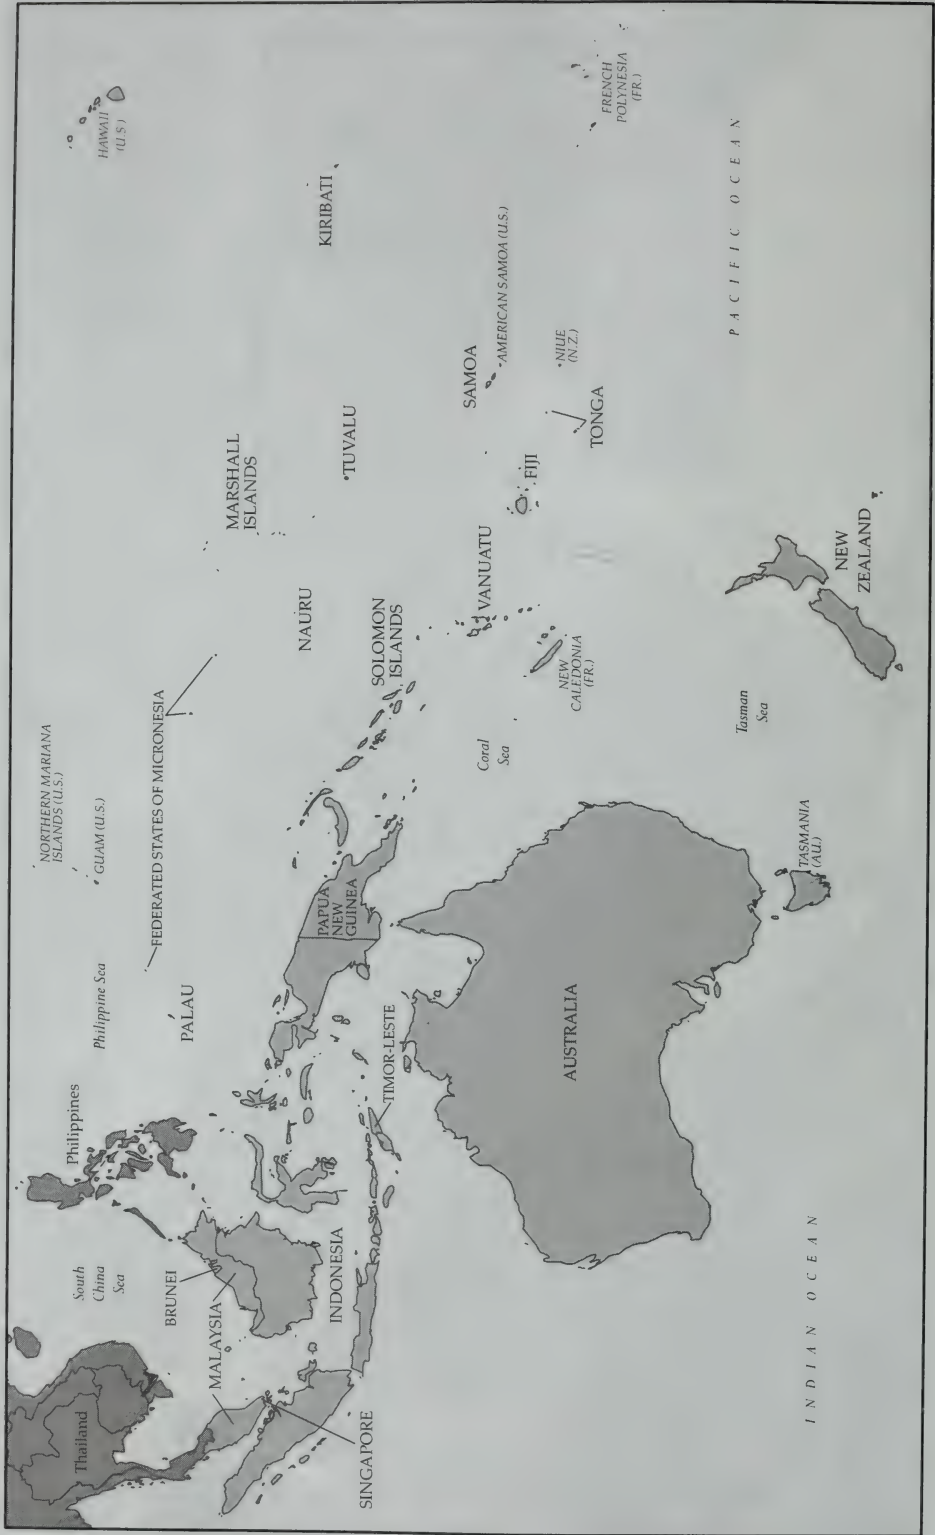 HAWAII
(U.S.)
NORTHERN MARIANA
ISLANDS (U.S.)
GUAM (U.S.)
Philippine Sea
Philippines
South
China
Sea
Thailand
FEDERATED STATES OF MICRONESIA
PALAU
MARSHALL
ISLANDS
KIRIBATI
BRUNEI
MALAYSIA
NAURU
TUVALU
INDONESIA
SINGAPORE
PAPUA
NEW
GUINEA
SOLOMON
ISLANDS
TIMOR-LESTE
SAMOA
AMERICAN SAMOA (U.S.)
VANUATU
FIJI
Coral
Sea
NIUE
(N.Z.)
TONGA
FRENCH
POLYNESIA
(FR.)
NEW
CALEDONIA
(FR.)
AUSTRALIA
PACIFIC OCEAN
Tasman
Sea
TASMANIA
(AU.)
NEW
ZEALAND
INDIAN OCEAN